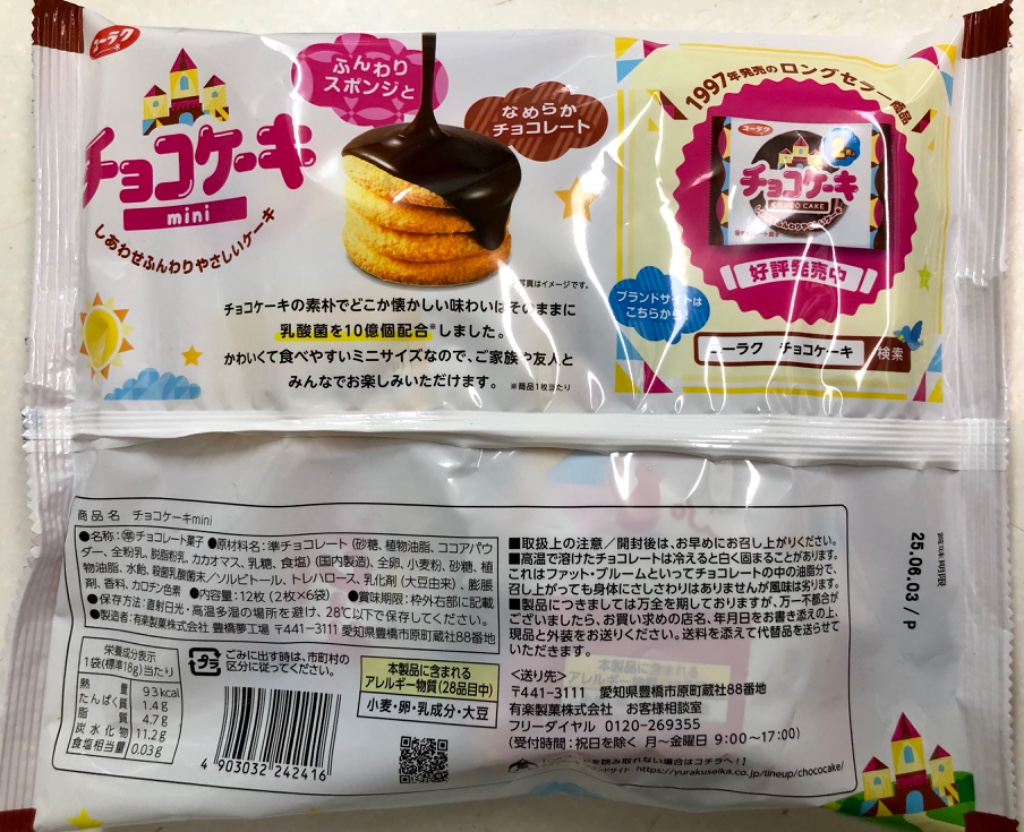 ユーラク
チョコケーキ
mini
しあわせふんわりやさしいケーキ
ふんわり
スポンジと
なめらか
チョコレート
写真はイメージです。
チョコケーキの素朴でどこか懐かしい味わいはそのままに
乳酸菌を10億個配合※しました。
かわいくて食べやすいミニサイズなので、ご家族や友人と
みんなでお楽しみいただけます。 ※商品1枚当たり
1997年発売のロングセラー商品
ユーラク
チョコケーキ
CHOCO CAKE
好評発売中
ブランドサイトは
こちらから!
ユーラク チョコケーキ 検索
商品名 チョコケーキmini
●名称:㊣チョコレート菓子 ●原材料名:準チョコレート(砂糖、植物油脂、ココアパウ
ダー、全粉乳、脱脂粉乳、カカオマス、乳糖、食塩)(国内製造)、全卵、小麦粉、砂糖、植
物油脂、水飴、殺菌乳酸菌末/ソルビトール、トレハロース、乳化剤(大豆由来)、膨脹
剤、香料、カロチン色素 ●内容量:12枚(2枚×6袋) ●賞味期限:枠外右部に記載
●保存方法:直射日光・高温多湿の場所を避け、28℃以下で保存してください。
●製造者:有楽製菓株式会社 豊橋夢工場 〒441-3111 愛知県豊橋市原町蔵社88番地
栄養成分表示
1袋(標準18g)当たり
熱量 93kcal
たんぱく質 1.4g
脂質 4.7g
炭水化物 11.2g
食塩相当量 0.03g
プラ
ごみに出す時は、市町村の
区分に従ってください。
4 903032 242416
本製品に含まれる
アレルギー物質(28品目中)
小麦・卵・乳成分・大豆
■取扱上の注意/開封後は、お早めにお召し上がりください。
■高温で溶けたチョコレートは冷えると白く固まることがあります。
これはファット・ブルームといってチョコレートの中の油脂分で、
召し上がっても身体にさしさわりはありませんが風味は劣ります。
■製品につきましては万全を期しておりますが、万一不都合が
ございましたら、お買い求めの店名、年月日をお書き添えの上、
現品と外装をお送りください。送料を添えて代替品を送らせて
いただきます。
<送り先>
〒441-3111 愛知県豊橋市原町蔵社88番地
有楽製菓株式会社 お客様相談室
フリーダイヤル 0120-269355
(受付時間:祝日を除く 月~金曜日 9:00~17:00)
を読み取れない場合はコチラへ!
https://yurakuseika.co.jp/lineup/chococake/
賞味期限
25.06.03 / P